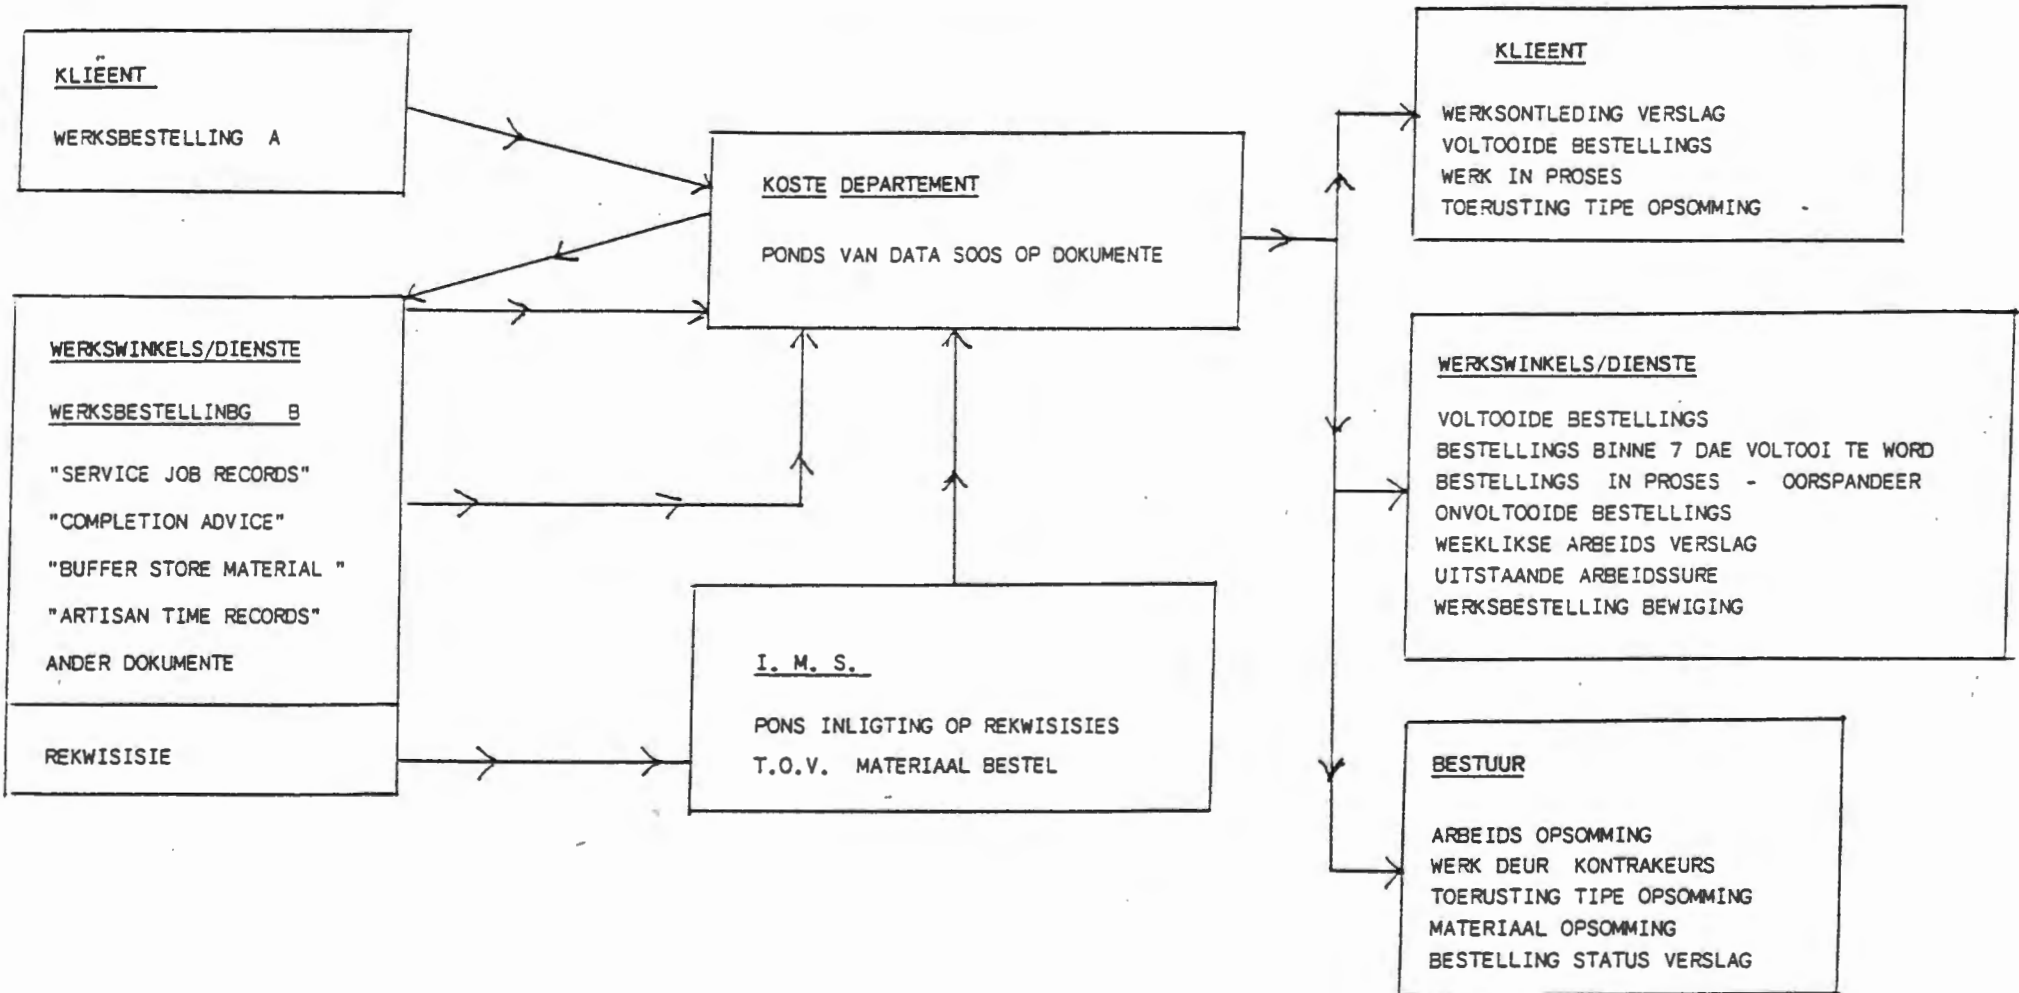 KLIËENT
WERKSBESTELLING A
WERKSWINKELS/DIENSTE
WERKSBESTELLINBG B
"SERVICE JOB RECORDS"
"COMPLETION ADVICE"
"BUFFER STORE MATERIAL "
"ARTISAN TIME RECORDS"
ANDER DOKUMENTE
REKWISISIE
KOSTE DEPARTEMENT
PONDS VAN DATA SOOS OP DOKUMENTE
I. M. S.
PONS INLIGTING OP REKWISISIES
T.O.V. MATERIAAL BESTEL
KLIEENT
WERKSONTLEDING VERSLAG
VOLTOOIDE BESTELLINGS
WERK IN PROSES
TOERUSTING TIPE OPSOMMING
WERKSWINKELS/DIENSTE
VOLTOOIDE BESTELLINGS
BESTELLINGS BINNE 7 DAE VOLTOOI TE WORD
BESTELLINGS IN PROSES - OORSPANDEER
ONVOLTOOIDE BESTELLINGS
WEEKLIKSE ARBEIDS VERSLAG
UITSTAANDE ARBEIDSSURE
WERKSBESTELLING BEWIGING
BESTUUR
ARBEIDS OPSOMMING
WERK DEUR KONTRAKEURS
TOERUSTING TIPE OPSOMMING
MATERIAAL OPSOMMING
BESTELLING STATUS VERSLAG